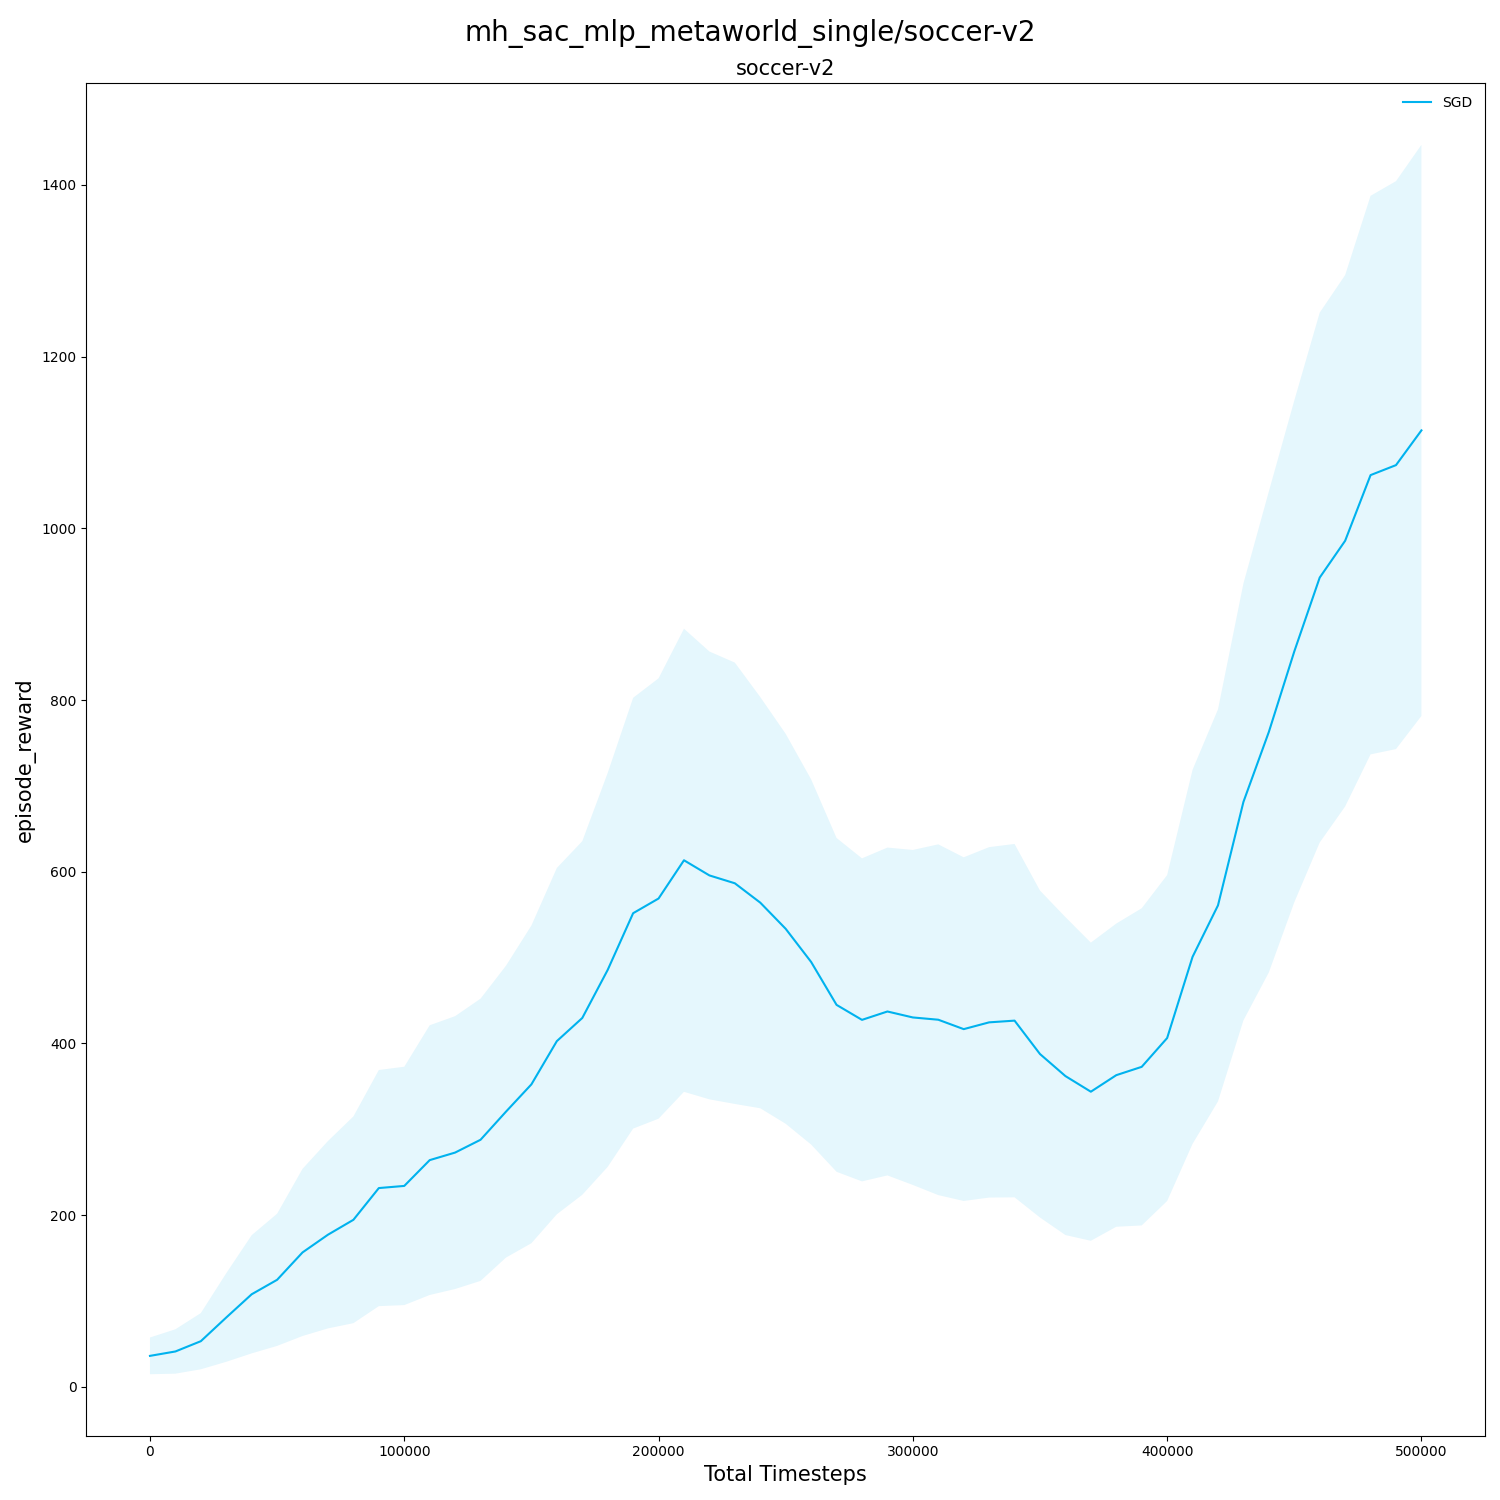 mh_sac_mlp_metaworld_single/soccer-v2
soccer-v2
SGD
episode_reward
1400
1200
1000
800
600
400
200
0
0 100000 200000 300000 400000 500000
Total Timesteps